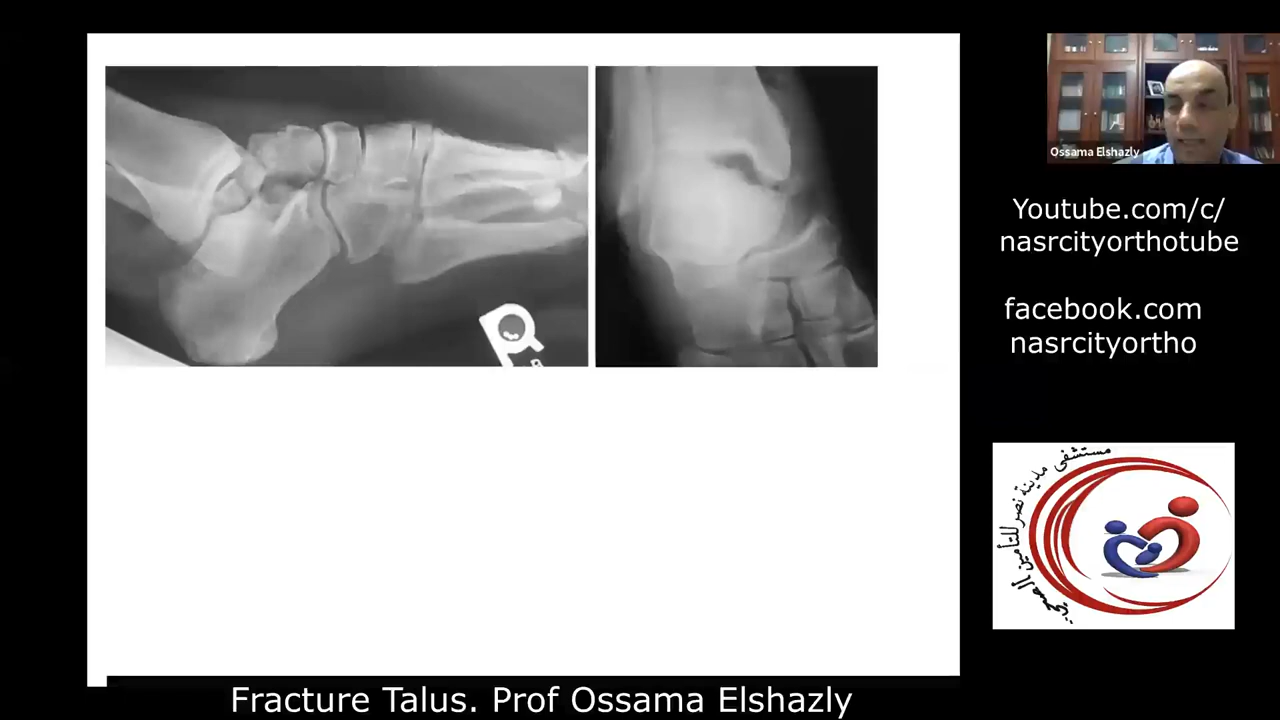 Ossama Elshazly
Youtube.com/c/
nasrcityorthotube
facebook.com
nasrcityortho
مستشفى مدينة نصر للتأمين الصحي
Fracture Talus. Prof Ossama Elshazly